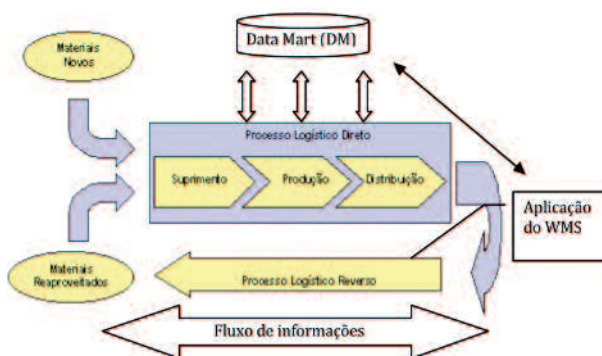 Materiais
Novos
Data Mart (DM)
Processo Logístico Direto
Suprimento
Produção
Distribuição
Aplicação
do WMS
Materiais
Reaproveitados
Processo Logístico Reverso
Fluxo de informações